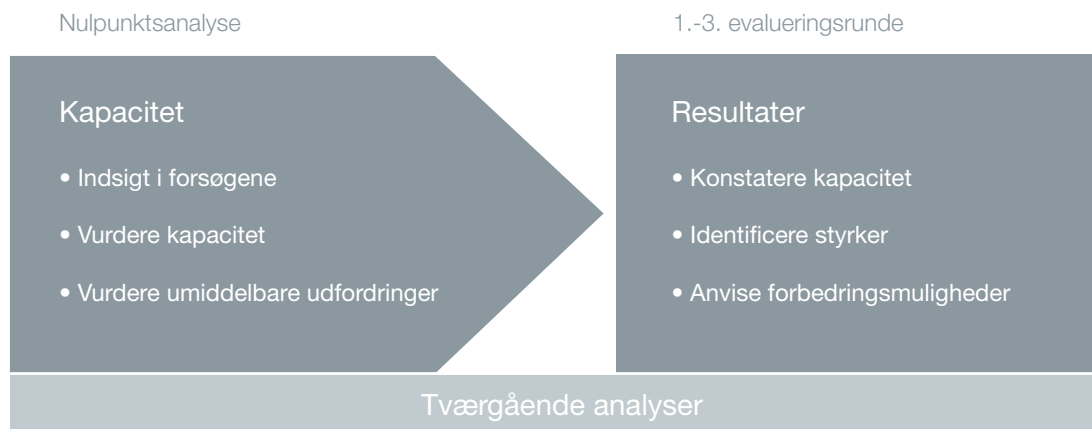 Nulpunktsanalyse
1.-3. evalueringsrunde
Kapacitet
• Indsigt i forsøgene
• Vurdere kapacitet
• Vurdere umiddelbare udfordringer
Resultater
• Konstatere kapacitet
• Identificere styrker
• Anvise forbedringsmuligheder
Tværgående analyser